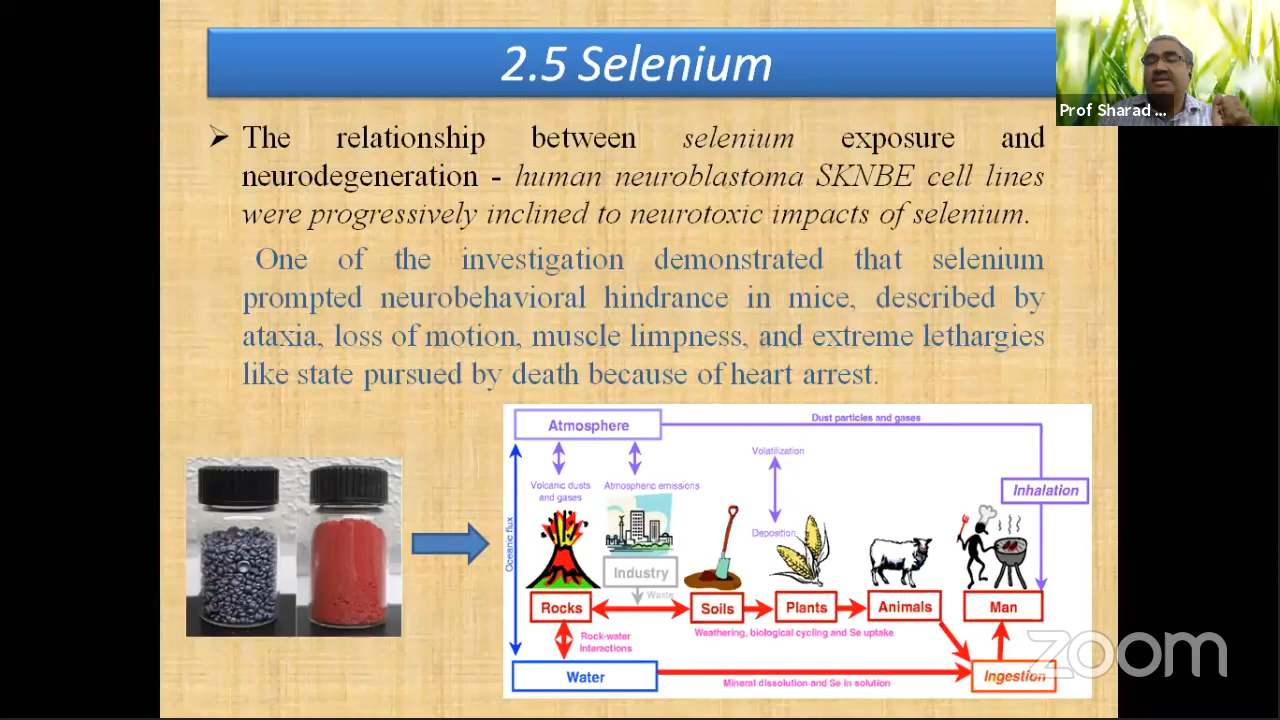 2.5 Selenium
Prof Sharad ...
➢ The relationship between selenium exposure and
neurodegeneration - human neuroblastoma SKNBE cell lines
were progressively inclined to neurotoxic impacts of selenium.
One of the investigation demonstrated that selenium
prompted neurobehavioral hindrance in mice, described by
ataxia, loss of motion, muscle limpness, and extreme lethargies
like state pursued by death because of heart arrest.
Atmosphere
Dust particles and gases
Volcanic dusts
and gases
Atmospheric emissions
Volatilization
Deposition
Inhalation
Oceanic flux
Industry
Waste
Rocks
Soils
Plants
Animals
Man
Weathering, biological cycling and Se uptake
Rock-water
interactions
Water
Mineral dissolution and Se in solution
Ingestion
zoom